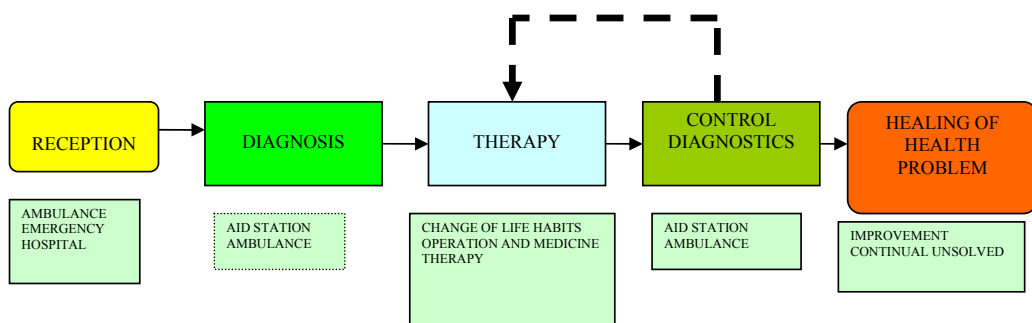 RECEPTION
DIAGNOSIS
THERAPY
CONTROL
DIAGNOSTICS
HEALING OF
HEALTH
PROBLEM
AMBULANCE
EMERGENCY
HOSPITAL
AID STATION
AMBULANCE
CHANGE OF LIFE HABITS
OPERATION AND MEDICINE
THERAPY
AID STATION
AMBULANCE
IMPROVEMENT
CONTINUAL UNSOLVED